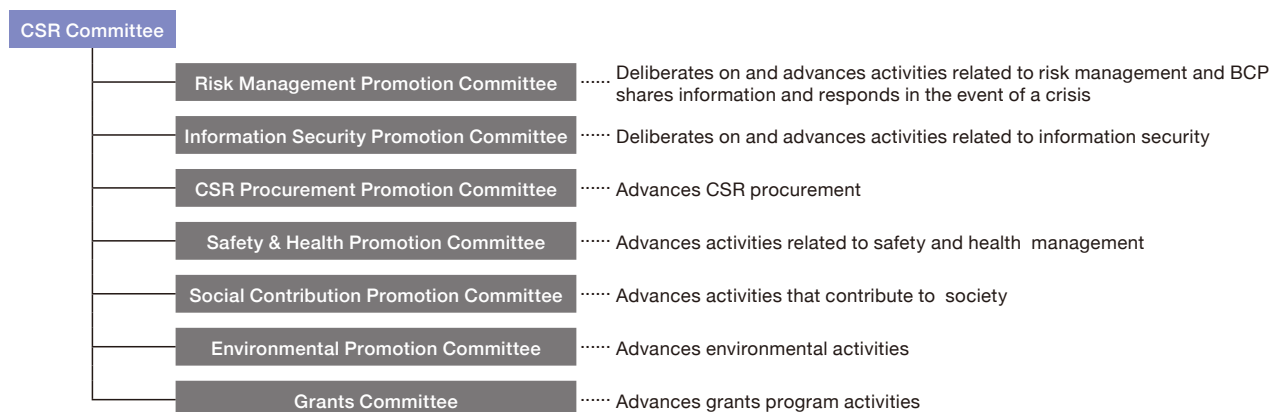 CSR Committee
Risk Management Promotion Committee ...... Deliberates on and advances activities related to risk management and BCP
shares information and responds in the event of a crisis
Information Security Promotion Committee ...... Deliberates on and advances activities related to information security
CSR Procurement Promotion Committee ...... Advances CSR procurement
Safety & Health Promotion Committee ...... Advances activities related to safety and health management
Social Contribution Promotion Committee ...... Advances activities that contribute to society
Environmental Promotion Committee ...... Advances environmental activities
Grants Committee ...... Advances grants program activities